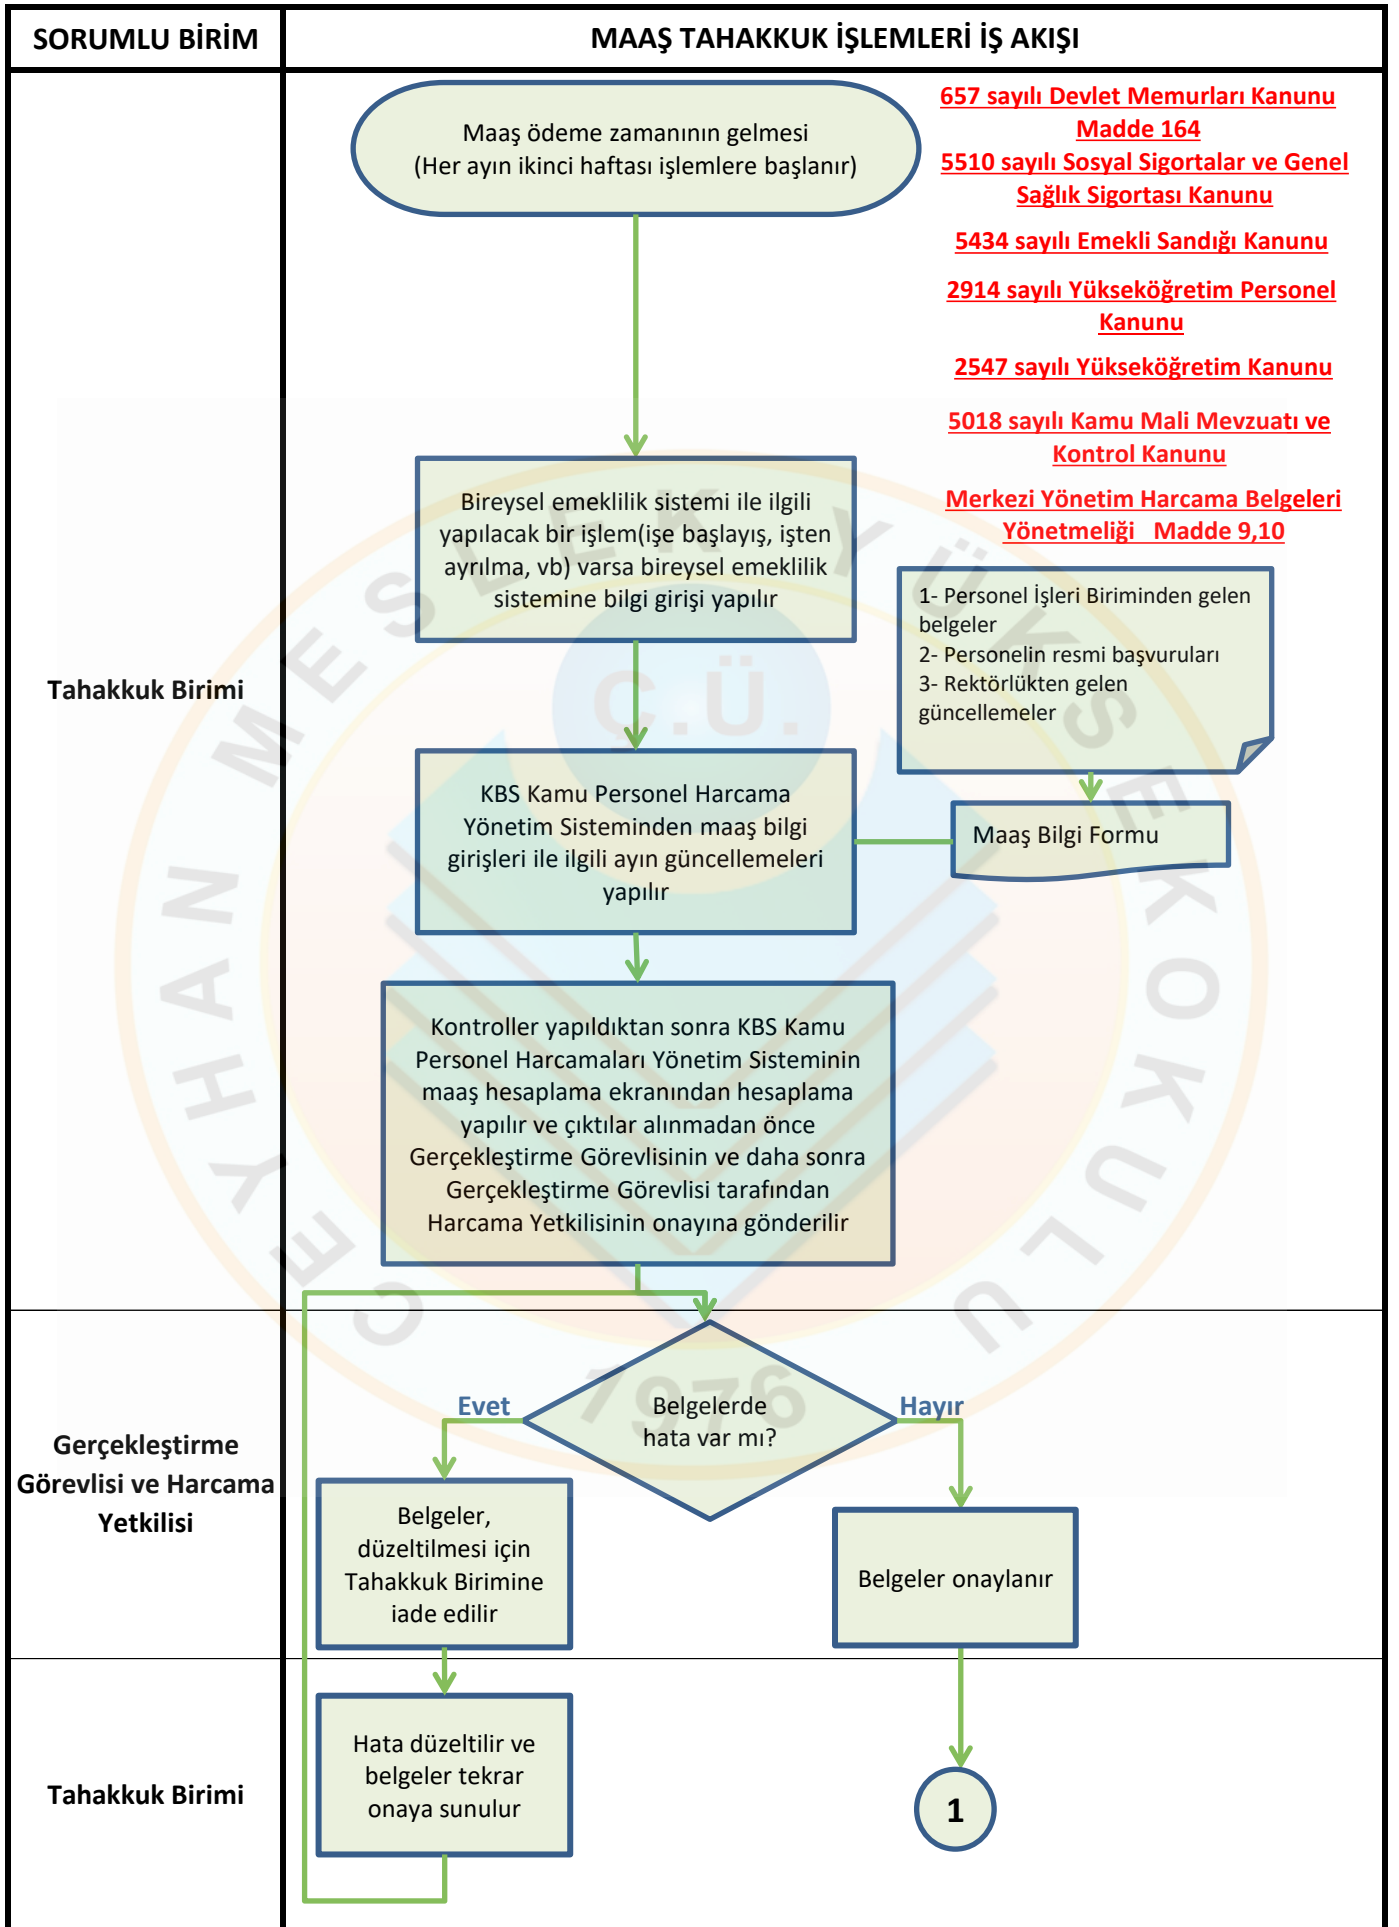 SORUMLU BİRİM
MAAŞ TAHAKKUK İŞLEMLERİ İŞ AKIŞI
Maaş ödeme zamanının gelmesi
(Her ayın ikinci haftası işlemlere başlanır)
657 sayılı Devlet Memurları Kanunu
Madde 164
5510 sayılı Sosyal Sigortalar ve Genel
Sağlık Sigortası Kanunu
5434 sayılı Emekli Sandığı Kanunu
2914 sayılı Yükseköğretim Personel
Kanunu
2547 sayılı Yükseköğretim Kanunu
5018 sayılı Kamu Mali Mevzuatı ve
Kontrol Kanunu
Merkezi Yönetim Harcama Belgeleri
Yönetmeliği Madde 9,10
Bireysel emeklilik sistemi ile ilgili
yapılacak bir işlem(işe başlayış, işten
ayrılma, vb) varsa bireysel emeklilik
sistemine bilgi girişi yapılır
1- Personel İşleri Biriminden gelen
belgeler
2- Personelin resmi başvuruları
3- Rektörlükten gelen
güncellemeler
Tahakkuk Birimi
KBS Kamu Personel Harcama
Yönetim Sisteminden maaş bilgi
girişleri ile ilgili ayın güncellemeleri
yapılır
Maaş Bilgi Formu
Kontroller yapıldıktan sonra KBS Kamu
Personel Harcamaları Yönetim Sisteminin
maaş hesaplama ekranından hesaplama
yapılır ve çıktılar alınmadan önce
Gerçekleştirme Görevlisinin ve daha sonra
Gerçekleştirme Görevlisi tarafından
Harcama Yetkilisinin onayına gönderilir
Gerçekleştirme
Görevlisi ve Harcama
Yetkilisi
Evet
Belgelerde
hata var mı?
Hayır
Belgeler,
düzeltilmesi için
Tahakkuk Birimine
iade edilir
Belgeler onaylanır
Tahakkuk Birimi
Hata düzeltilir ve
belgeler tekrar
onaya sunulur
1
CEYHAN MESLEK YÜKSEKOKULU
Ç.Ü.
1976